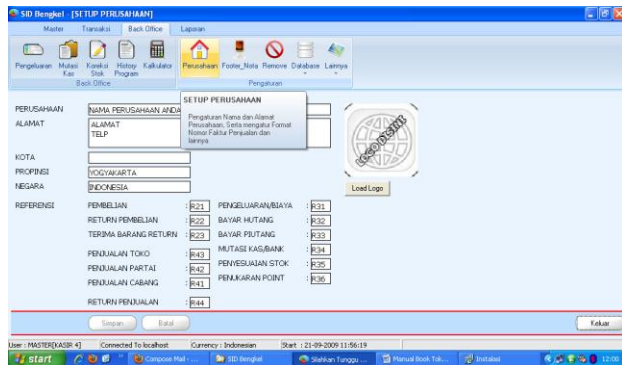 SID Bengkel - [SETUP PERUSAHAAN]
Master Transaksi Back Office Laporan
Pengeluaran Mutasi Kas Koreksi Stok History Program Kalkulator Perusahaan Footer_Nota Remove Database Lainnya
Back Office Pengaturan
SETUP PERUSAHAAN
Pengaturan Nama dan Alamat
Perusahaan, Serta mengatur Format
Nomor Faktur Penjualan dan
lainnya
PERUSAHAAN NAMA PERUSAHAAN ANDA
ALAMAT ALAMAT
TELP
LOGO DISINI
KOTA
PROPINSI YOGYAKARTA
NEGARA INDONESIA
Load Logo
REFERENSI PEMBELIAN : R21 PENGELUARAN/BIAYA : R31
RETURN PEMBELIAN : R22 BAYAR HUTANG : R32
TERIMA BARANG RETURN : R23 BAYAR PIUTANG : R33
MUTASI KAS/BANK : R34
PENJUALAN TOKO : R43
PENYESUAIAN STOK : R35
PENJUALAN PARTAI : R42
PENUKARAN POINT : R36
PENJUALAN CABANG : R41
RETURN PENJUALAN : R44
Simpan Batal Keluar
User : MASTER[KASIR 4] Connected To localhost Currency : Indonesian Start : 21-09-2009 11:56:19
start Compose Mail - ... SID Bengkel Silahkan Tunggu ... Manual Book Tok... Instalasi 12:00